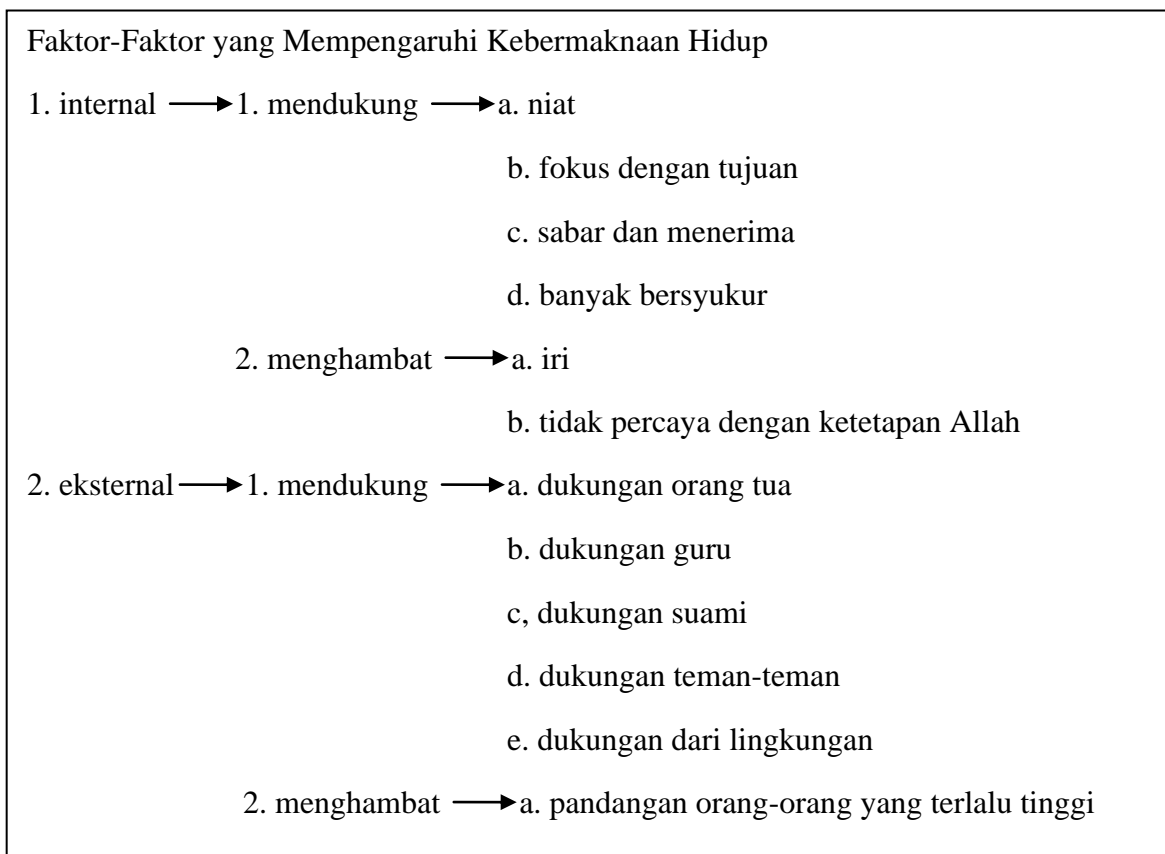 Faktor-Faktor yang Mempengaruhi Kebermaknaan Hidup
1. internal 1. mendukung a. niat
b. fokus dengan tujuan
c. sabar dan menerima
d. banyak bersyukur
2. menghambat a. iri
b. tidak percaya dengan ketetapan Allah
2. eksternal 1. mendukung a. dukungan orang tua
b. dukungan guru
c, dukungan suami
d. dukungan teman-teman
e. dukungan dari lingkungan
2. menghambat a. pandangan orang-orang yang terlalu tinggi